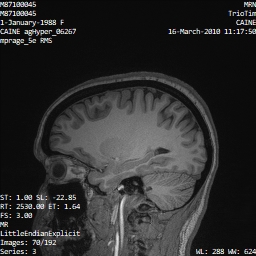 M87100045
MRN
M87100045
TrioTim
1-January-1988 F
CAINE
CAINE agHyper_06267
16-March-2010 11:17:50
mprage_5e RMS
ST: 1.00 SL: -22.85
RT: 2530.00 ET: 1.64
FS: 3.00
MR
LittleEndianExplicit
Images: 70/192
Series: 3
WL: 288 WW: 624